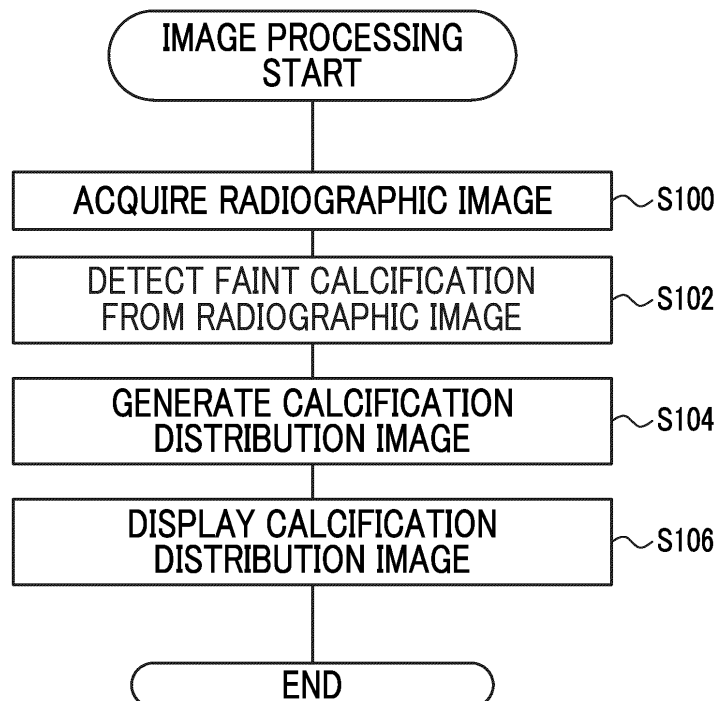 IMAGE PROCESSING
START
ACQUIRE RADIOGRAPHIC IMAGE
S100
DETECT FAINT CALCIFICATION
FROM RADIOGRAPHIC IMAGE
S102
GENERATE CALCIFICATION
DISTRIBUTION IMAGE
S104
DISPLAY CALCIFICATION
DISTRIBUTION IMAGE
S106
END